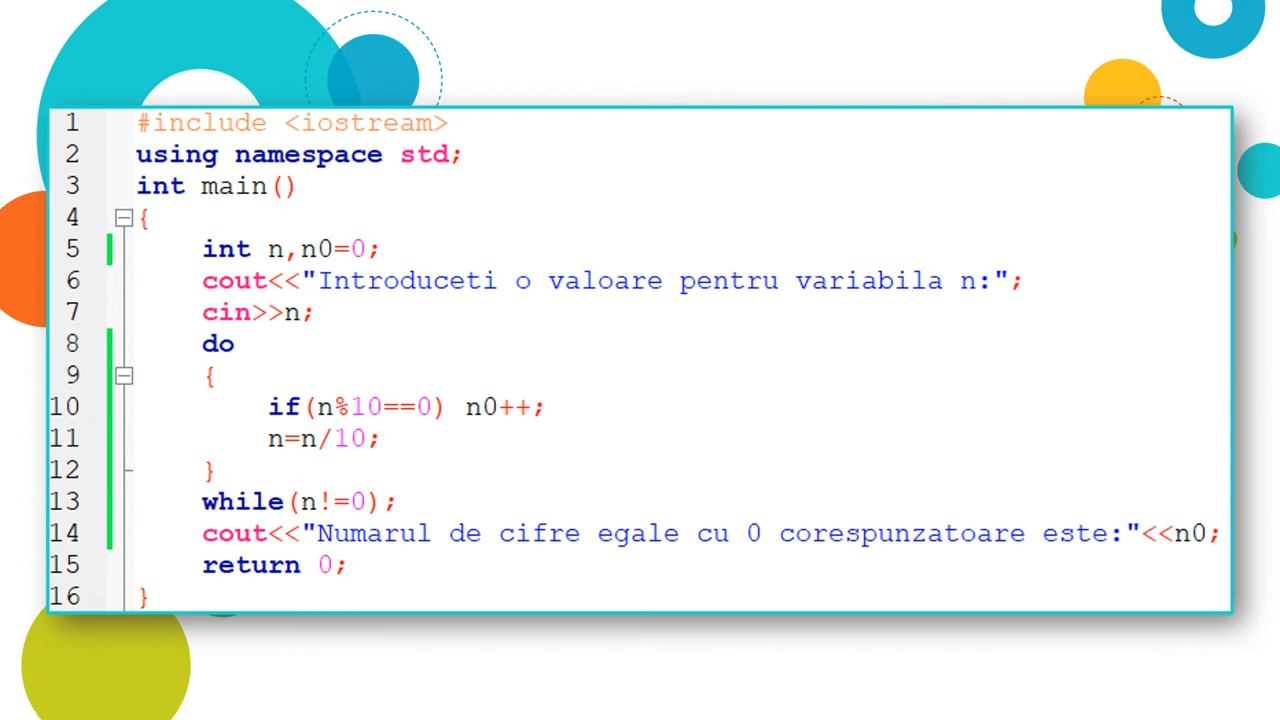 1 #include <iostream>
2 using namespace std;
3 int main()
4 {
5 int n,n0=0;
6 cout<<"Introduceti o valoare pentru variabila n:";
7 cin>>n;
8 do
9 {
10 if(n%10==0) n0++;
11 n=n/10;
12 }
13 while(n!=0);
14 cout<<"Numarul de cifre egale cu 0 corespunzatoare este:"<<n0;
15 return 0;
16 }